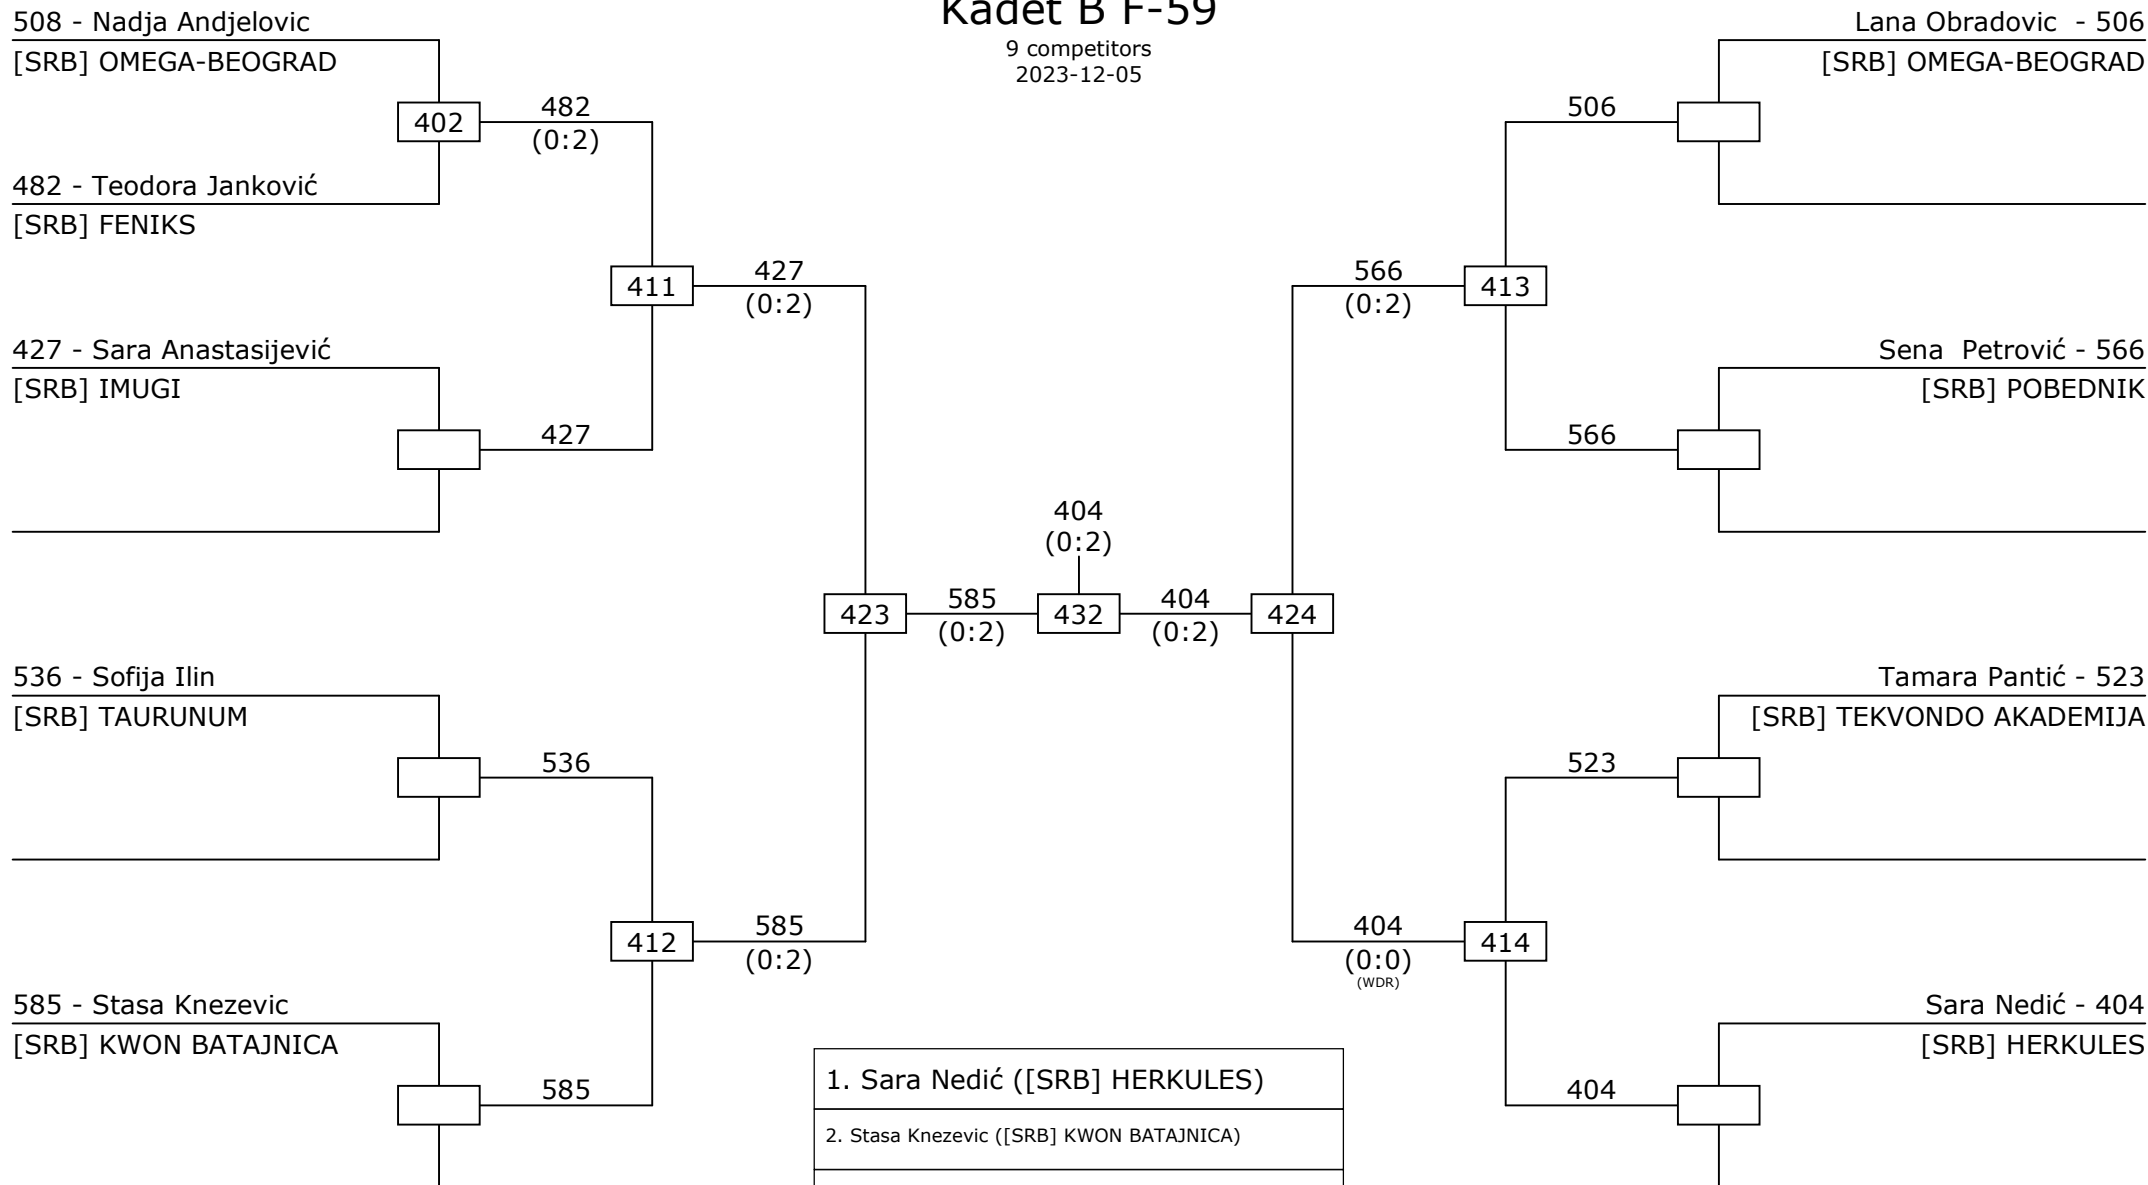 Kadet B F-59
9 competitors
2023-12-05
508 - Nadja Andjelovic
[SRB] OMEGA-BEOGRAD
402
482
(0:2)
482 - Teodora Janković
[SRB] FENIKS
411
427
(0:2)
427 - Sara Anastasijević
[SRB] IMUGI
427
536 - Sofija Ilin
[SRB] TAURUNUM
536
412
585
(0:2)
585 - Stasa Knezevic
[SRB] KWON BATAJNICA
585
423
585
(0:2)
404
(0:2)
432
404
(0:2)
424
Lana Obradovic - 506
[SRB] OMEGA-BEOGRAD
506
566
(0:2)
413
Sena Petrović - 566
[SRB] POBEDNIK
566
Tamara Pantić - 523
[SRB] TEKVONDO AKADEMIJA
523
404
(0:0)
(WDR)
414
Sara Nedić - 404
[SRB] HERKULES
404
1. Sara Nedić ([SRB] HERKULES)
2. Stasa Knezevic ([SRB] KWON BATAJNICA)